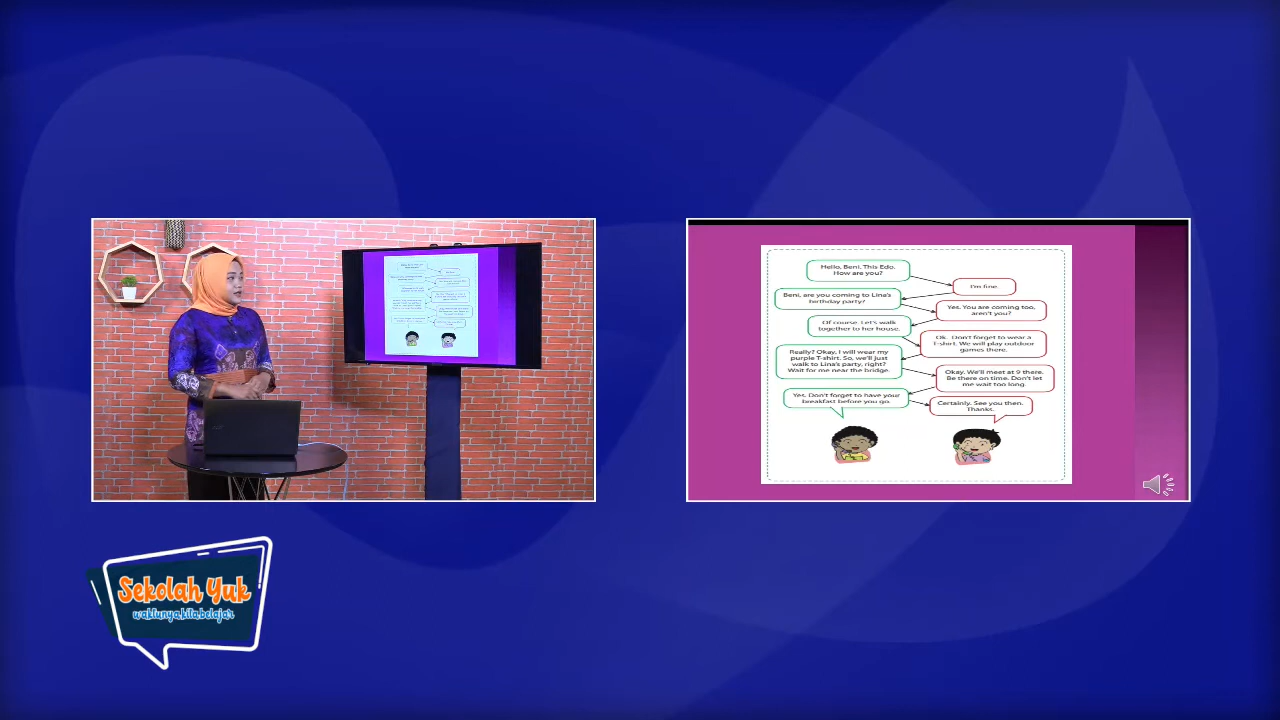 Hello, Beni. This Edo.
How are you?
I'm fine.
Beni, are you coming to Lina's
birthday party?
Yes. You are coming too,
aren't you?
Of course. Let's walk
together to her house.
Ok. Don't forget to wear a
T-shirt. We will play outdoor
games there.
Really? Okay, I will wear my
purple T-shirt. So, we'll just
walk to Lina's party, right?
Wait for me near the bridge.
Okay. We'll meet at 9 there.
Be there on time. Don't let
me wait too long.
Yes. Don't forget to have your
breakfast before you go.
Certainly. See you then.
Thanks.
Sekolah Yuk
waktunya kita belajar